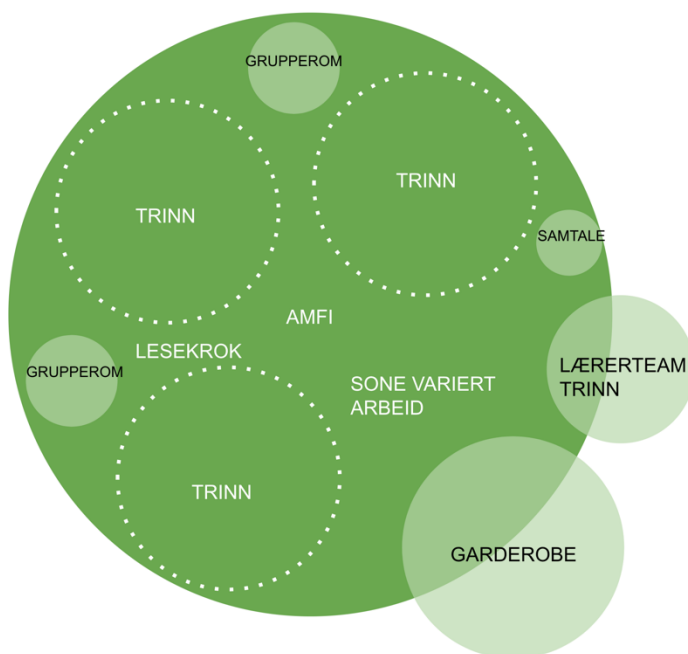 GRUPPEROM
TRINN
TRINN
SAMTALE
AMFI
LESEKROK
GRUPPEROM
SONE VARIERT
ARBEID
LÆRERTEAM
TRINN
TRINN
GARDEROBE